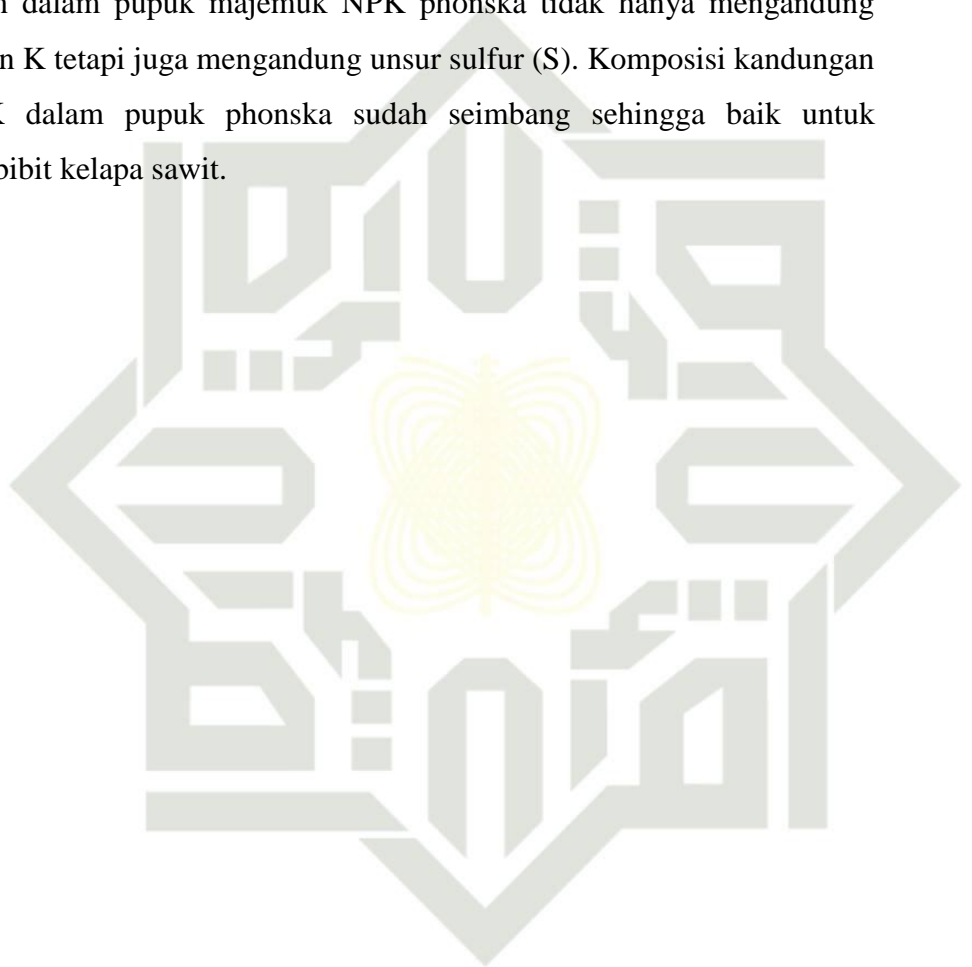 dalam pupuk majemuk NPK phonska tidak hanya mengandung
K tetapi juga mengandung unsur sulfur (S). Komposisi kandungan
dalam pupuk phonska sudah seimbang sehingga baik untuk
bibit kelapa sawit.